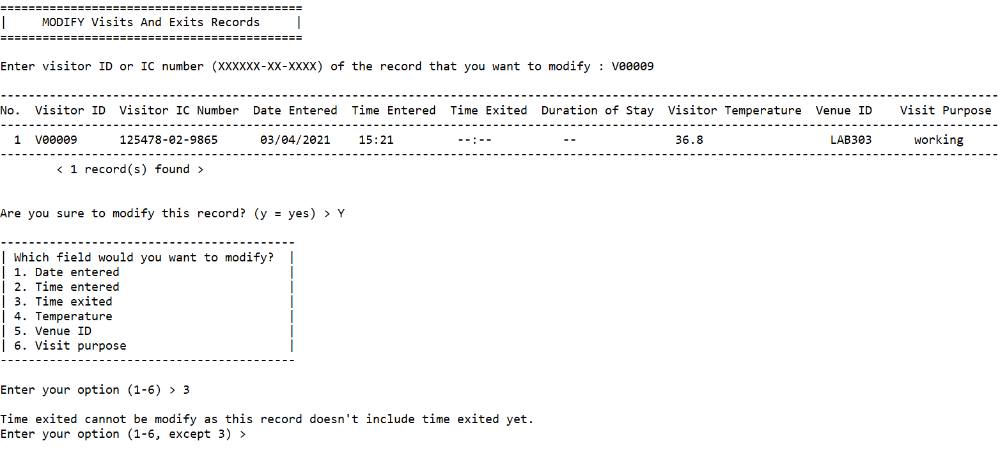 ===========================================
|     MODIFY Visits And Exits Records     |
===========================================
Enter visitor ID or IC number (XXXXXX-XX-XXXX) of the record that you want to modify : V00009
----------------------------------------------------------------------------------------------------------------------------------------------
No.  Visitor ID  Visitor IC Number  Date Entered  Time Entered  Time Exited  Duration of Stay  Visitor Temperature  Venue ID    Visit Purpose
----------------------------------------------------------------------------------------------------------------------------------------------
  1  V00009      125478-02-9865      03/04/2021    15:21         --:--          --              36.8                  LAB303      working
----------------------------------------------------------------------------------------------------------------------------------------------
        < 1 record(s) found >
Are you sure to modify this record? (y = yes) > Y
------------------------------------------
| Which field would you want to modify?  |
| 1. Date entered                        |
| 2. Time entered                        |
| 3. Time exited                         |
| 4. Temperature                         |
| 5. Venue ID                            |
| 6. Visit purpose                       |
------------------------------------------
Enter your option (1-6) > 3
Time exited cannot be modify as this record doesn't include time exited yet.
Enter your option (1-6, except 3) >